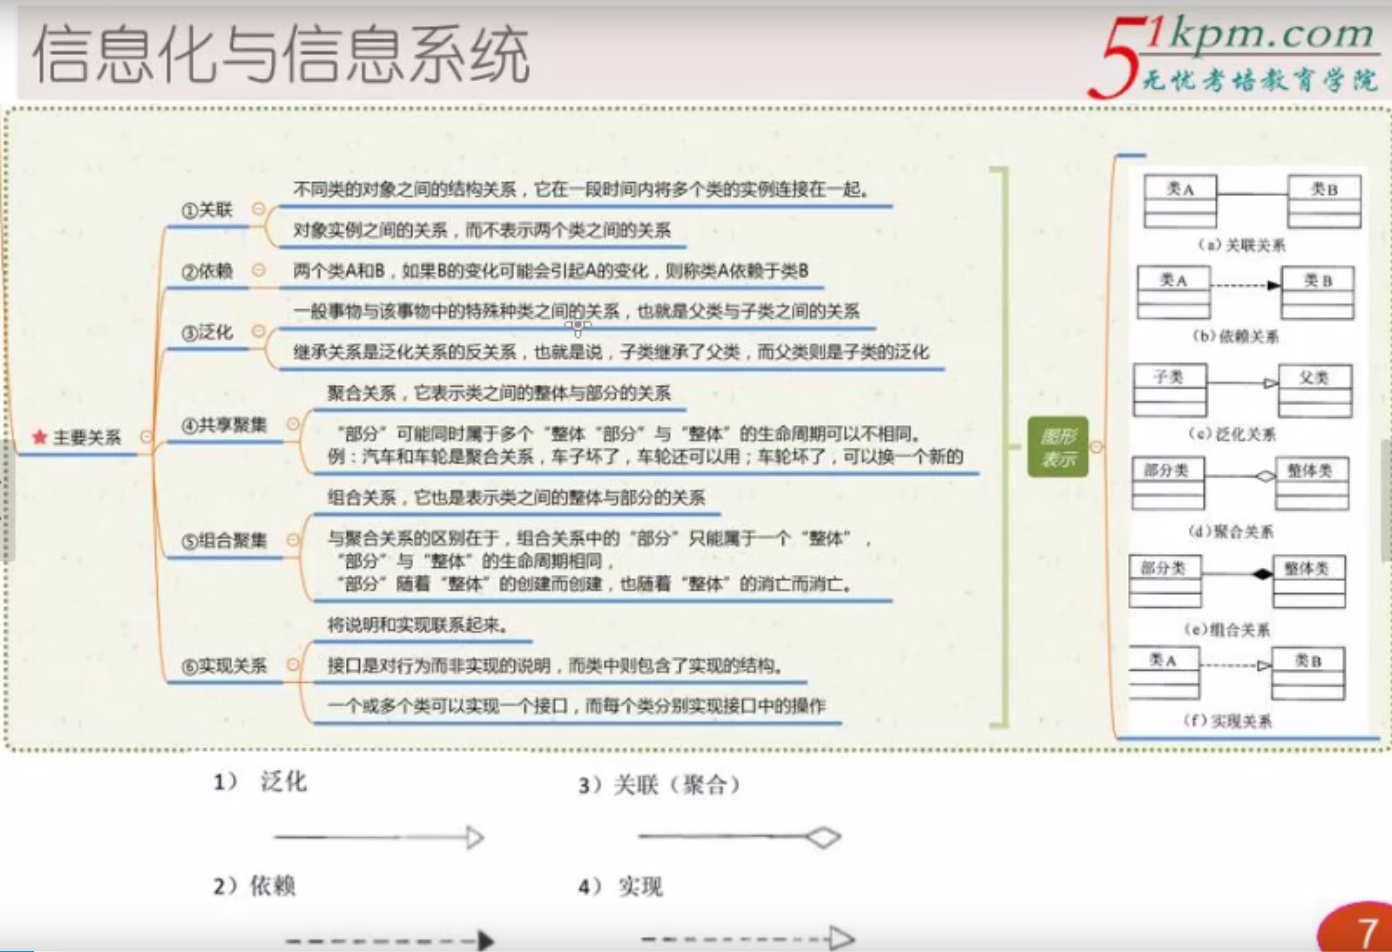 信息化与信息系统
51kpm.com
无忧考培教育学院
★主要关系
①关联
不同类的对象之间的结构关系，它在一段时间内将多个类的实例连接在一起。
对象实例之间的关系，而不表示两个类之间的关系
②依赖
两个类A和B，如果B的变化可能会引起A的变化，则称类A依赖于类B
③泛化
一般事物与该事物中的特殊种类之间的关系，也就是父类与子类之间的关系
继承关系是泛化关系的反关系，也就是说，子类继承了父类，而父类则是子类的泛化
④共享聚集
聚合关系，它表示类之间的整体与部分的关系
“部分”可能同时属于多个“整体“部分”与“整体”的生命周期可以不相同。
例：汽车和车轮是聚合关系，车子坏了，车轮还可以用；车轮坏了，可以换一个新的
⑤组合聚集
组合关系，它也是表示类之间的整体与部分的关系
与聚合关系的区别在于，组合关系中的“部分”只能属于一个“整体”，
“部分”与“整体”的生命周期相同，
“部分”随着“整体”的创建而创建，也随着“整体”的消亡而消亡。
⑥实现关系
将说明和实现联系起来。
接口是对行为而非实现的说明，而类中则包含了实现的结构。
一个或多个类可以实现一个接口，而每个类分别实现接口中的操作
图形
表示
类A 类B
(a)关联关系
类A 类B
(b)依赖关系
子类 父类
(c)泛化关系
部分类 整体类
(d)聚合关系
部分类 整体类
(e)组合关系
类A 类B
(f)实现关系
1） 泛化
3）关联（聚合）
2）依赖
4） 实现
7